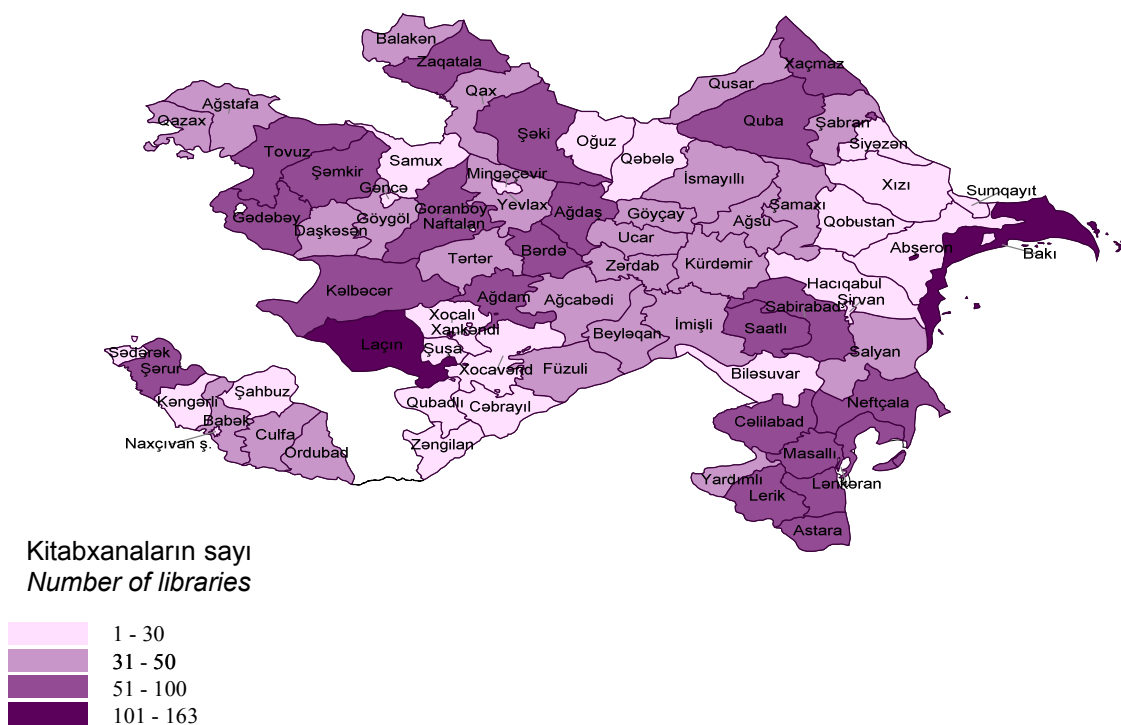 Balakən
Zaqatala
Xaçmaz
Qax
Qusar
Ağstafa
Qazax
Şəki
Quba
Şabran
Oğuz
Siyəzən
Tovuz
Qəbələ
Samux
Şəmkir
Mingəçevir
İsmayıllı
Xızı
Gəncə
Sumqayıt
Gədəbəy
Daşkəsən
Göygöl
Goranboy
Naftalan
Yevlax
Ağdaş
Göyçay
Şamaxı
Ağsu
Qobustan
Ucar
Abşeron
Bakı
Bərdə
Tərtər
Zərdab
Kürdəmir
Kəlbəcər
Hacıqabul
Şirvan
Ağdam
Ağcabədi
Sabirabad
Xocalı
Xankəndi
İmişli
Saatlı
Laçın
Şuşa
Beyləqan
Salyan
Sədərək
Şərur
Xocavənd
Füzuli
Biləsuvar
Şahbuz
Kəngərli
Qubadlı
Cəbrayıl
Neftçala
Babək
Cəlilabad
Culfa
Naxçıvan ş.
Ordubad
Zəngilan
Masallı
Yardımlı
Lerik
Lənkəran
Astara
Kitabxanaların sayı
Number of libraries
1 - 30
31 - 50
51 - 100
101 - 163